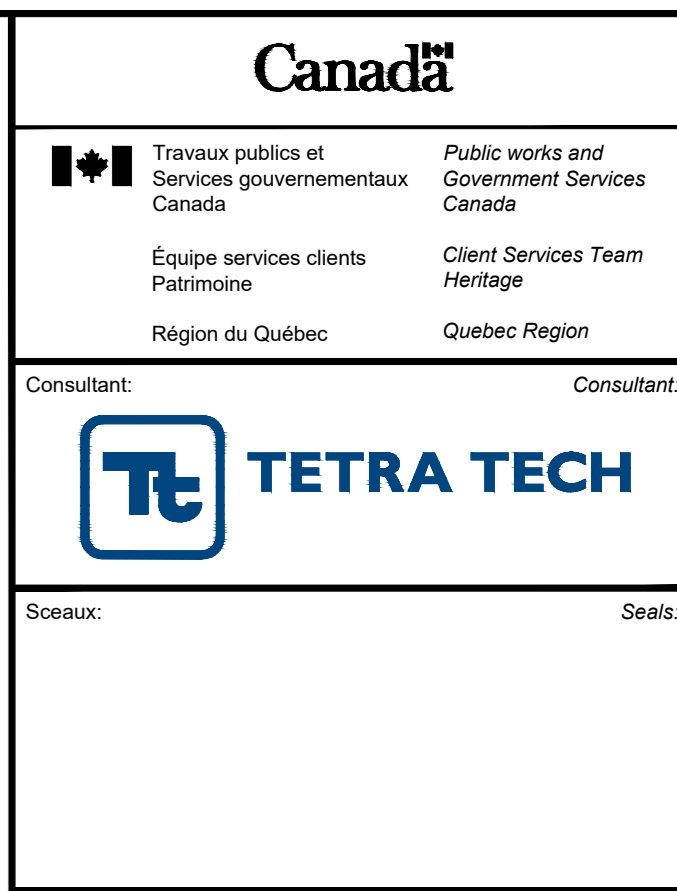 Canada
Travaux publics et
Services gouvernementaux
Canada
Équipe services clients
Patrimoine
Région du Québec
Public works and
Government Services
Canada
Client Services Team
Heritage
Quebec Region
Consultant: Consultant:
Tt TETRA TECH
Sceaux: Seals: